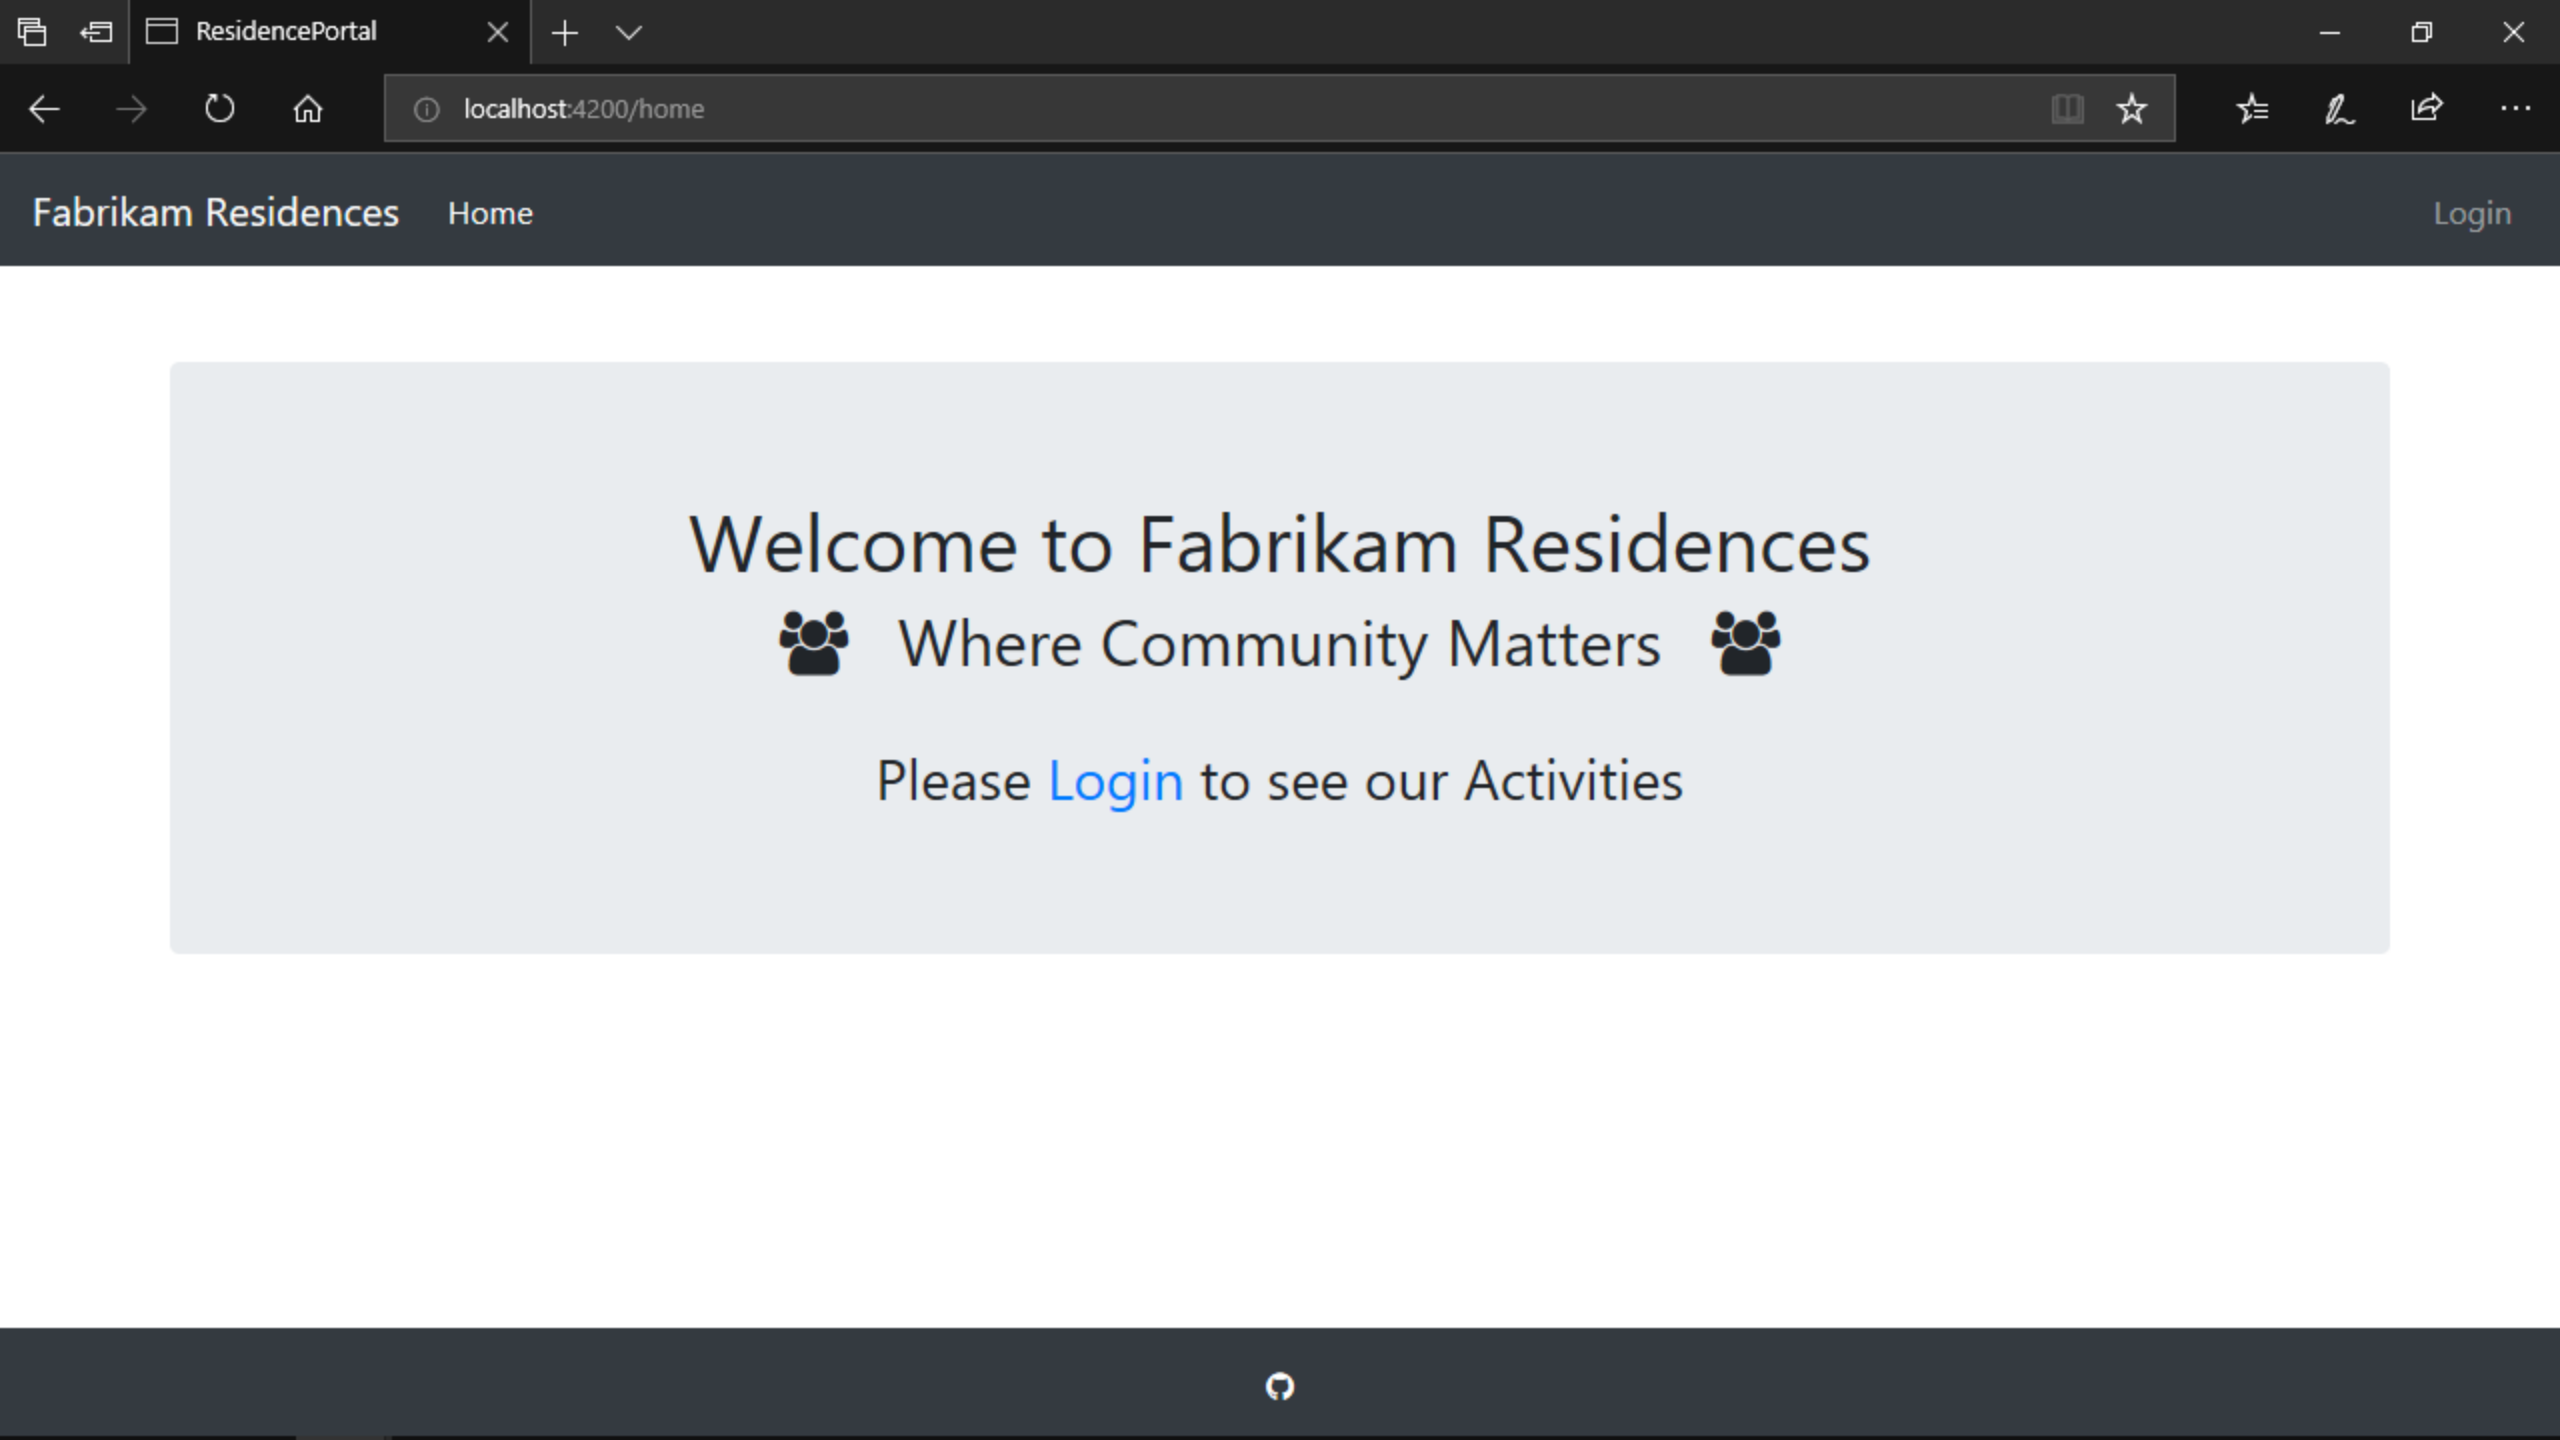 ResidencePortal
localhost:4200/home
Fabrikam Residences Home Login
Welcome to Fabrikam Residences
Where Community Matters
Please Login to see our Activities